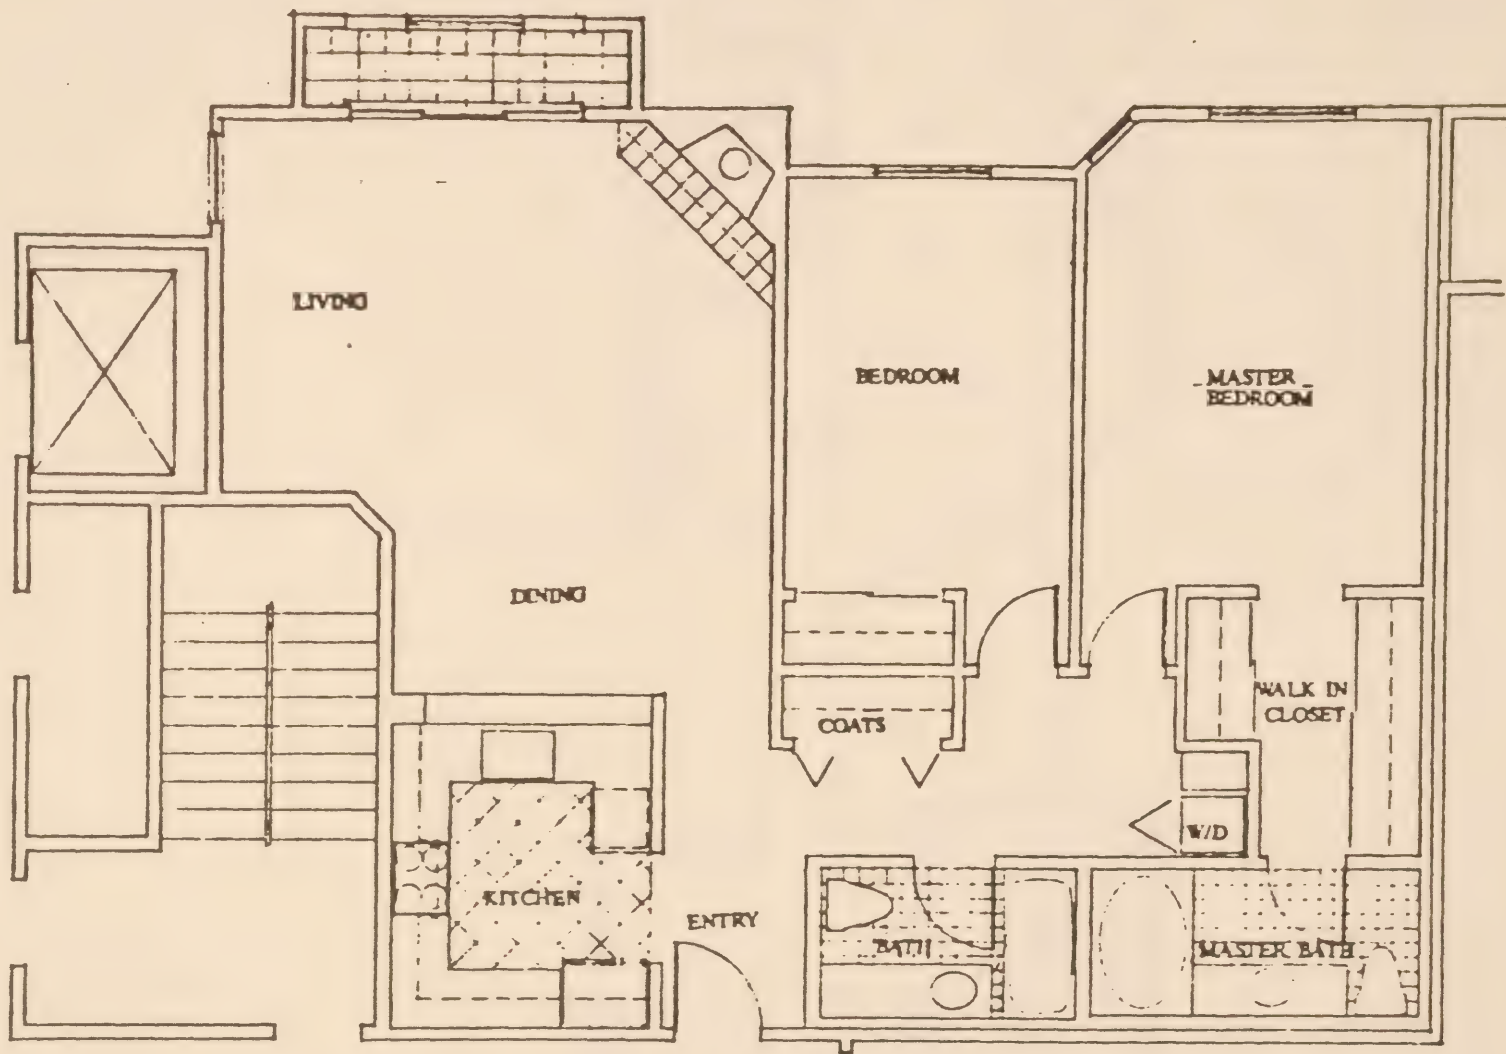 LIVING
BEDROOM
MASTER
BEDROOM
DINING
WALK IN
CLOSET
COATS
W/D
KITCHEN
ENTRY
BATH
MASTER BATH